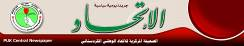 جريدة يومية سياسية
الاتحاد
PUK Central Newspaper
الصحيفة المركزية للاتحاد الوطني الكردستاني